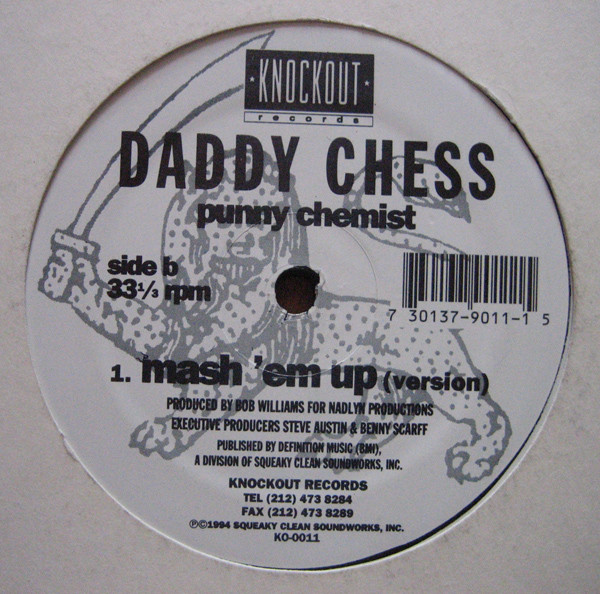 KNOCKOUT
records
DADDY CHESS
punny chemist
side b
33 1/3 rpm
7 30137-9011-1 5
1. mash 'em up (version)
PRODUCED BY BOB WILLIAMS FOR NADLYN PRODUCTIONS
EXECUTIVE PRODUCERS STEVE AUSTIN & BENNY SCARFF
PUBLISHED BY DEFINITION MUSIC (BMI),
A DIVISION OF SQUEAKY CLEAN SOUNDWORKS, INC.
KNOCKOUT RECORDS
TEL (212) 473 8284
FAX (212) 473 8289
℗©1994 SQUEAKY CLEAN SOUNDWORKS, INC.
KO-0011